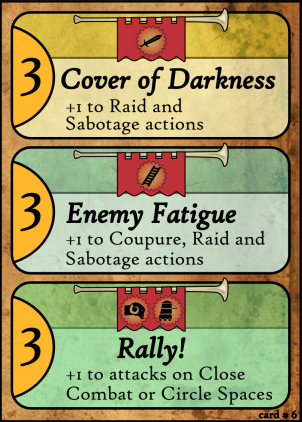 3
Cover of Darkness
+1 to Raid and
Sabotage actions
3
Enemy Fatigue
+1 to Coupure, Raid and
Sabotage actions
3
Rally!
+1 to attacks on Close
Combat or Circle Spaces
card # 6